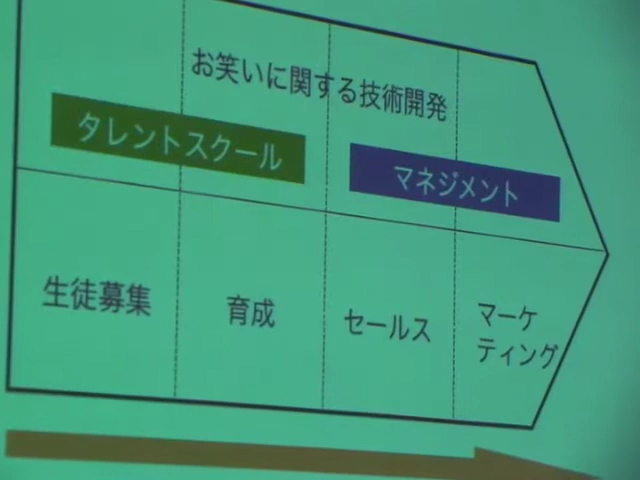 お笑いに関する技術開発
タレントスクール
マネジメント
生徒募集
育成
セールス
マーケ
ティング